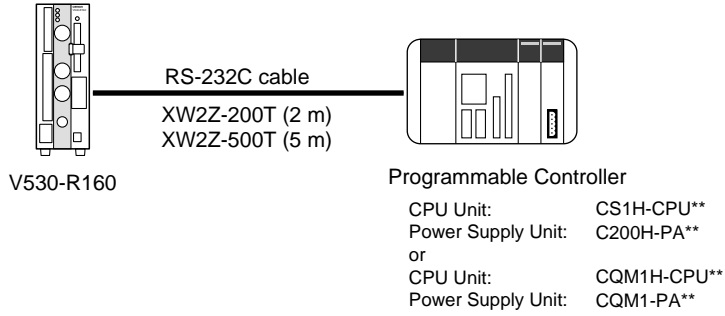 RS-232C cable
XW2Z-200T (2 m)
XW2Z-500T (5 m)
V530-R160
Programmable Controller
CPU Unit: CS1H-CPU**
Power Supply Unit: C200H-PA**
or
CPU Unit: CQM1H-CPU**
Power Supply Unit: CQM1-PA**